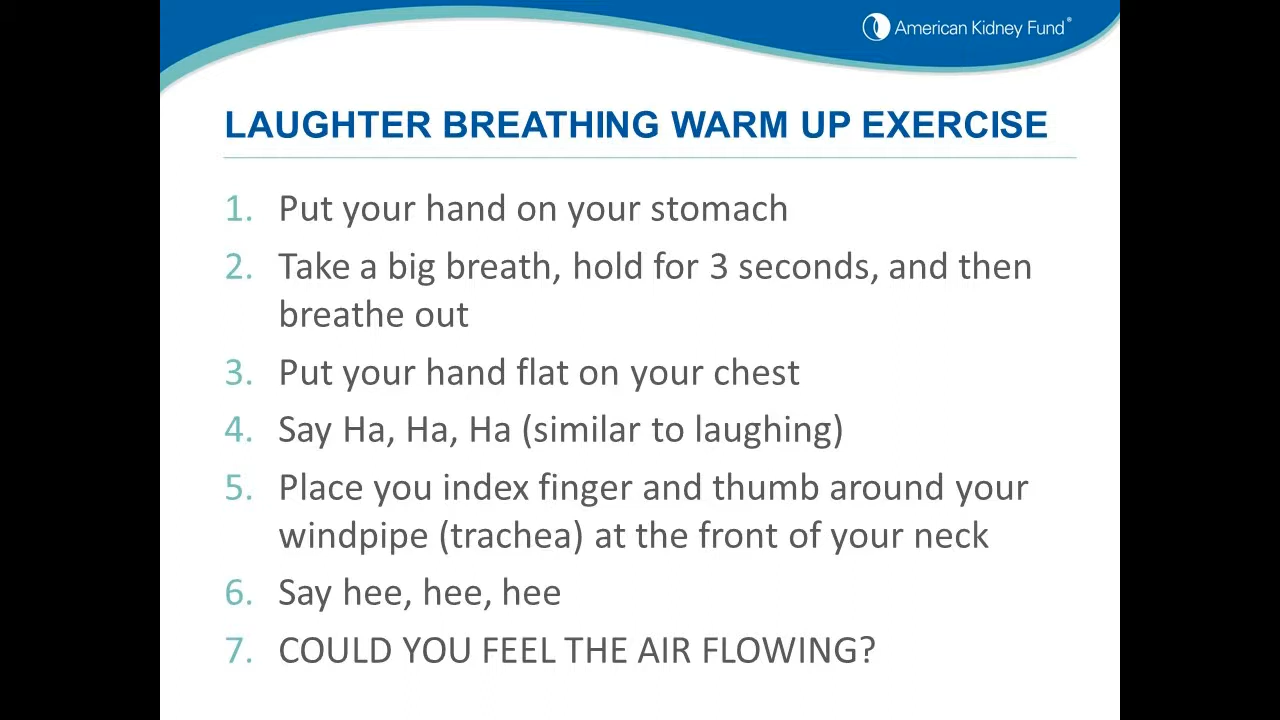 American Kidney Fund®
LAUGHTER BREATHING WARM UP EXERCISE
1. Put your hand on your stomach
2. Take a big breath, hold for 3 seconds, and then
breathe out
3. Put your hand flat on your chest
4. Say Ha, Ha, Ha (similar to laughing)
5. Place you index finger and thumb around your
windpipe (trachea) at the front of your neck
6. Say hee, hee, hee
7. COULD YOU FEEL THE AIR FLOWING?